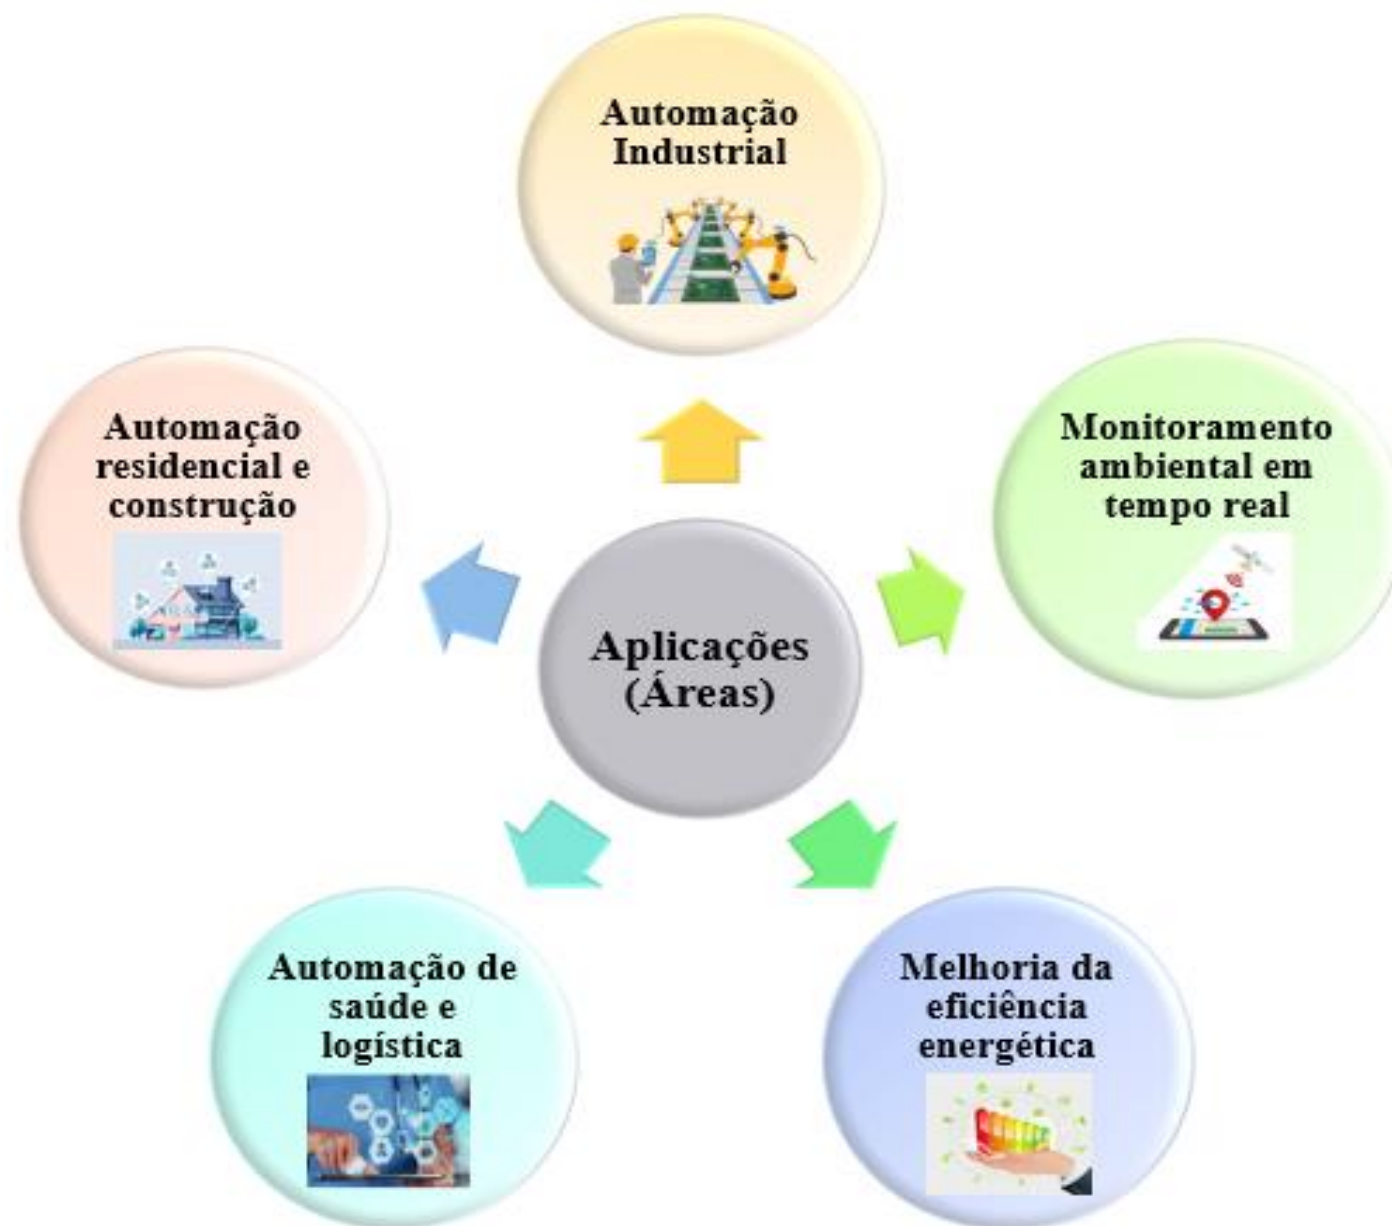 Automação
Industrial
Automação
residencial e
construção
Monitoramento
ambiental em
tempo real
Aplicações
(Áreas)
Automação de
saúde e
logística
Melhoria da
eficiência
energética